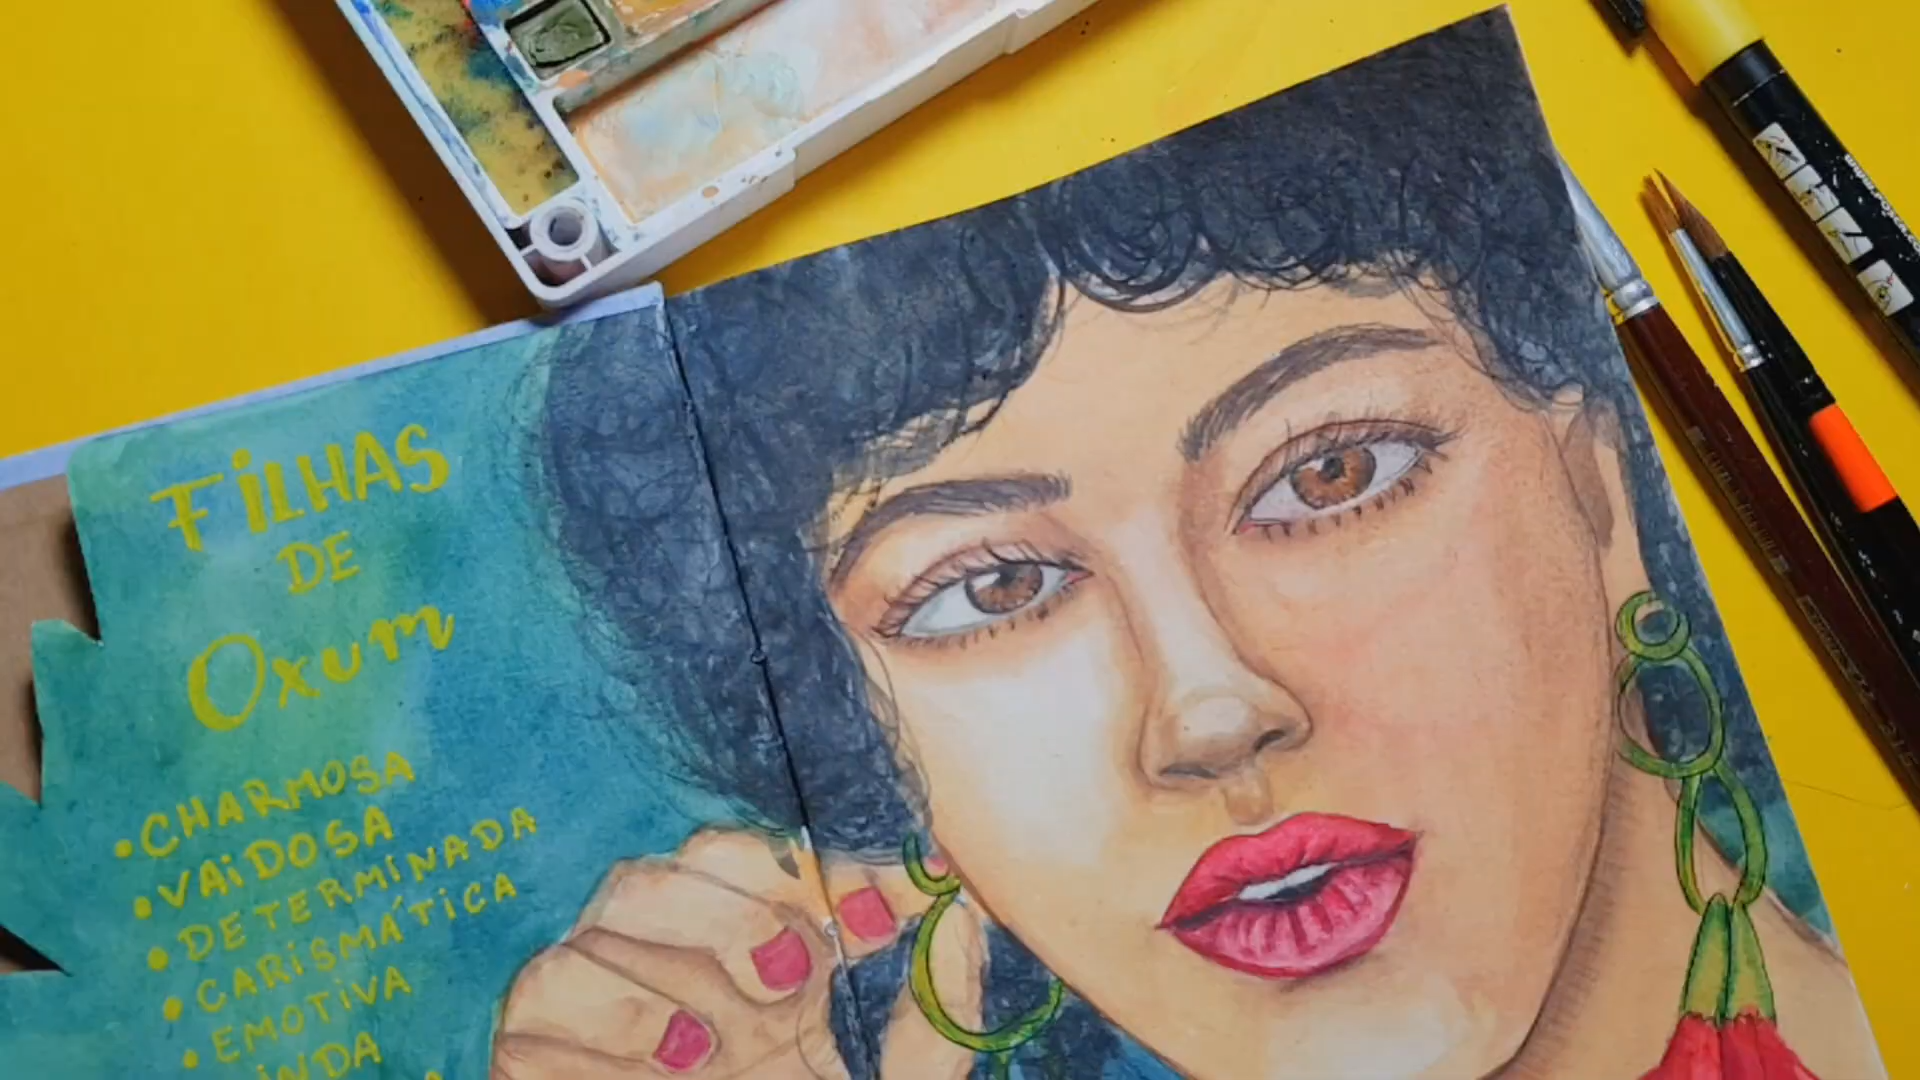 FiLHAS
DE
Oxum
• CHARMOSA
• VAiDOSA
• DETERMINADA
• CARiSMÁTiCA
• EMOTiVA